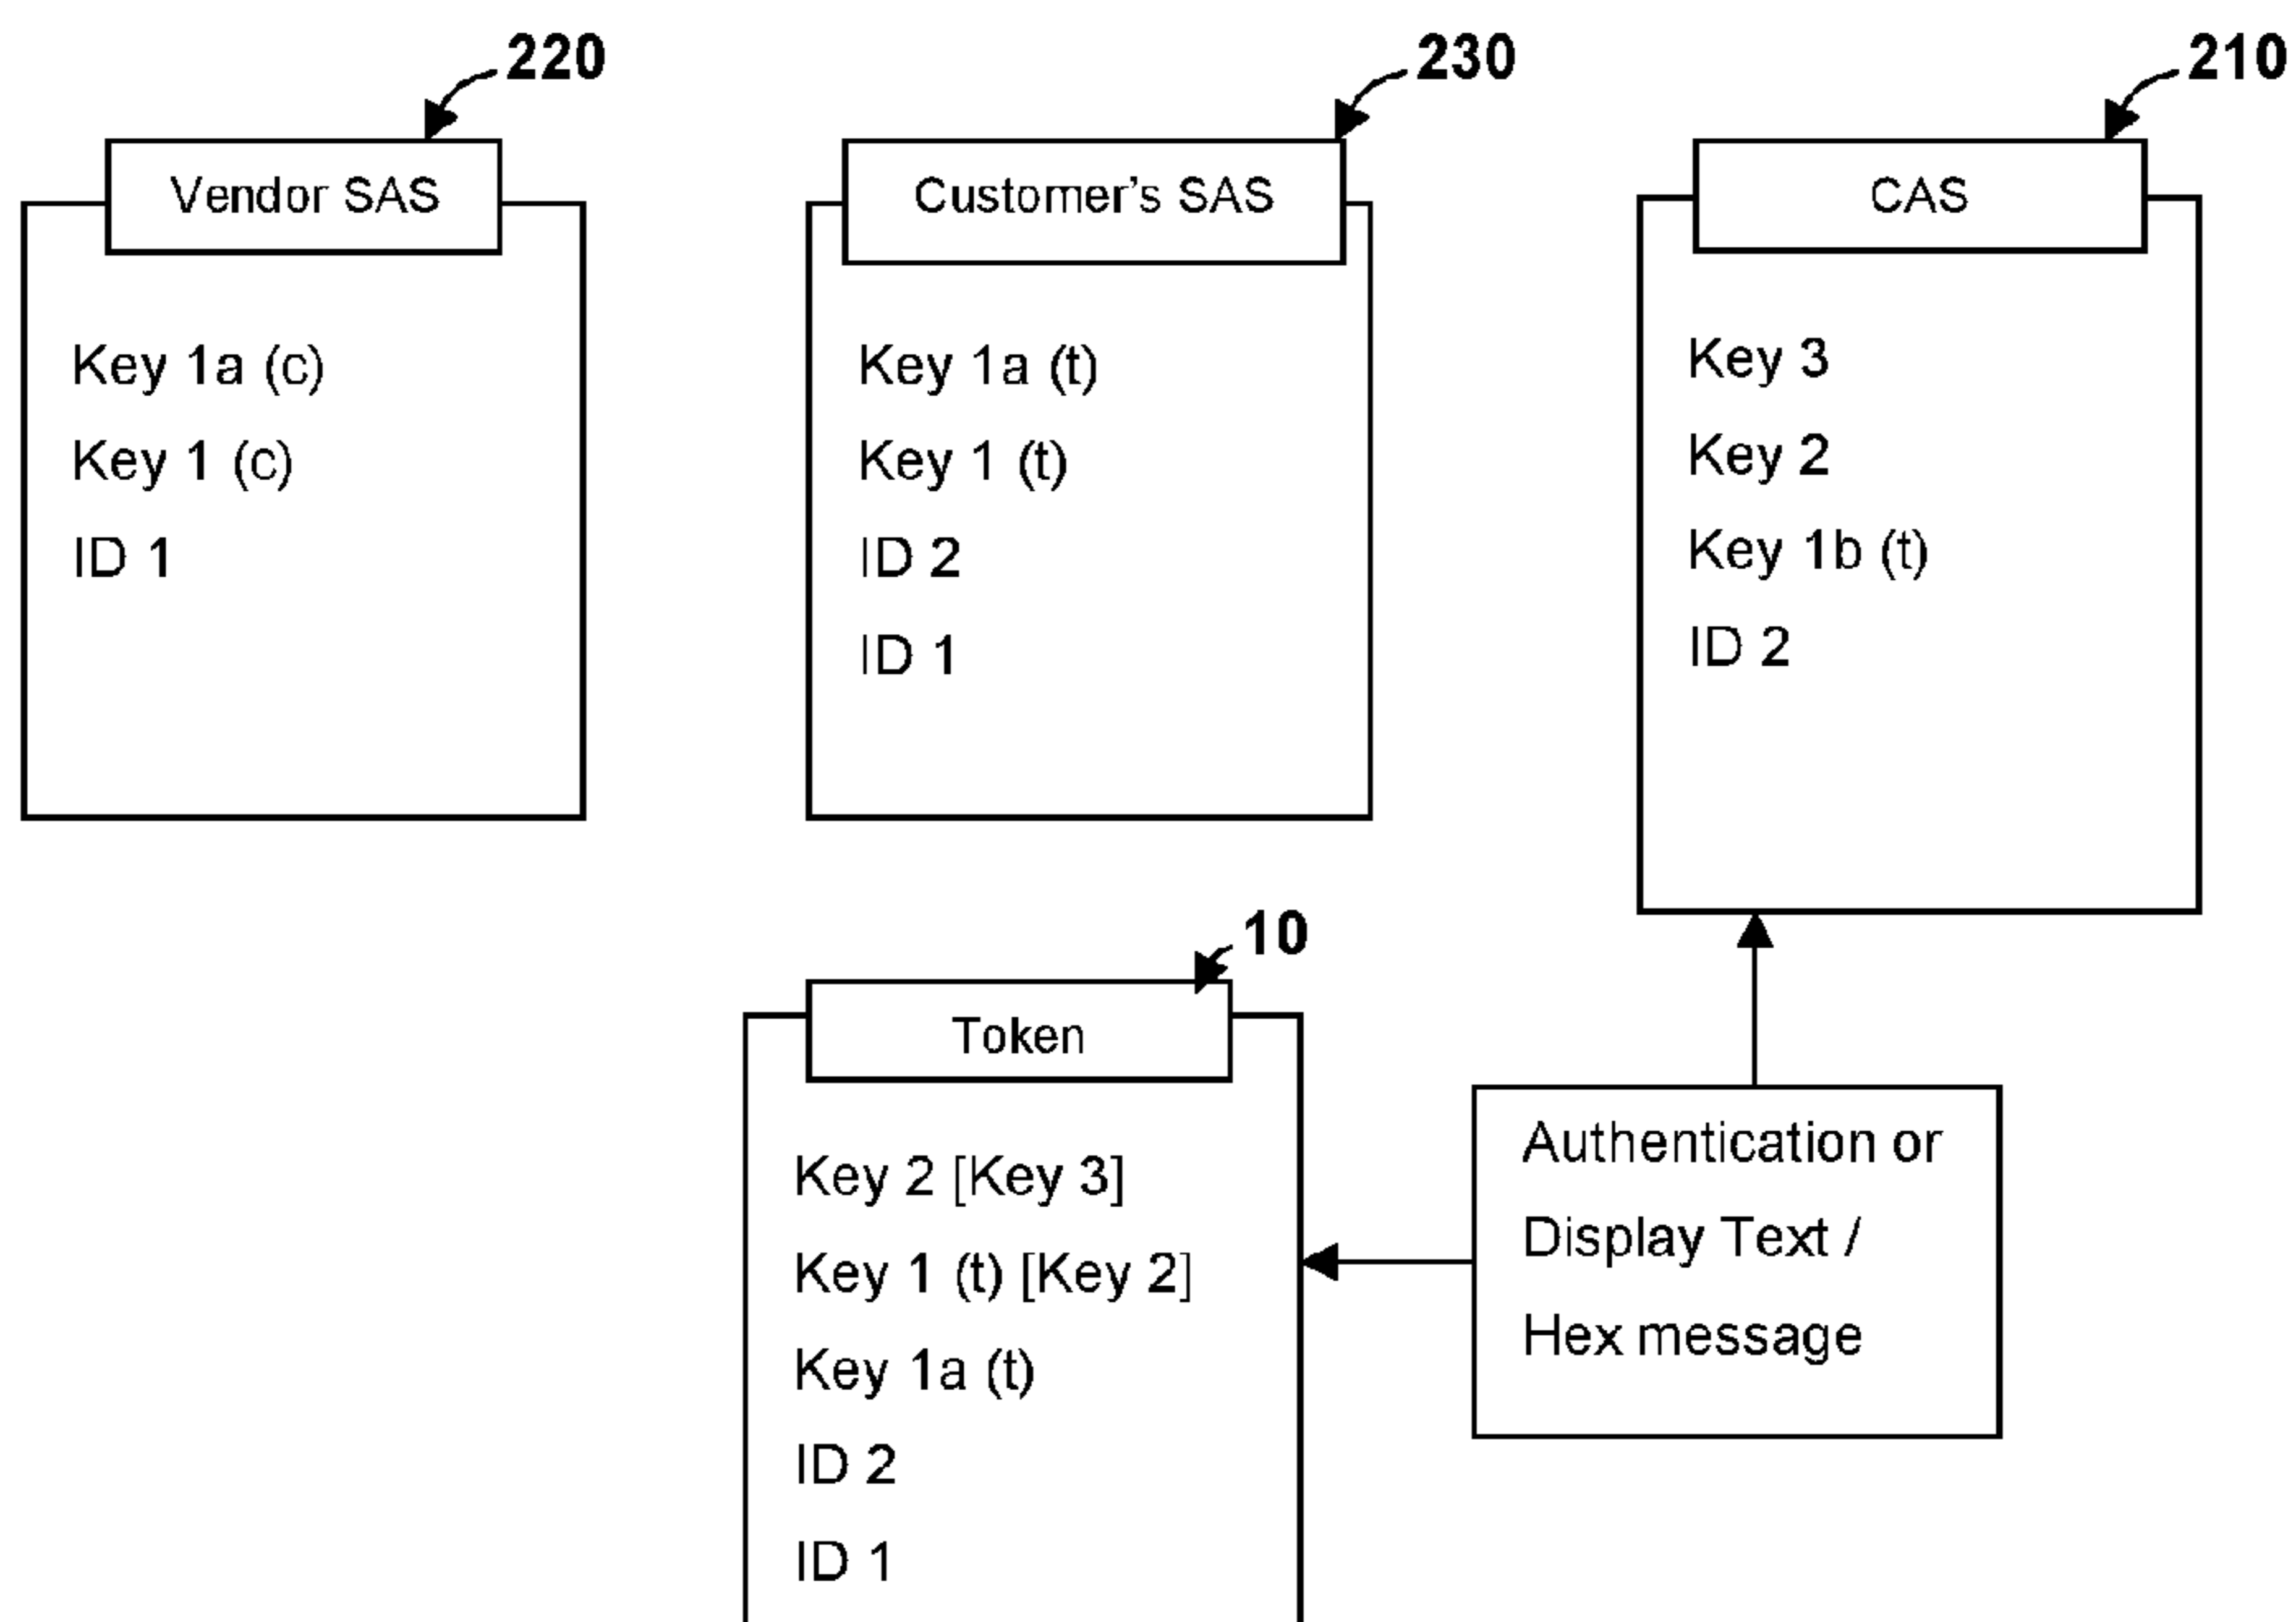 220
Vendor SAS
Key 1a (c)
Key 1 (c)
ID 1
230
Customer's SAS
Key 1a (t)
Key 1 (t)
ID 2
ID 1
210
CAS
Key 3
Key 2
Key 1b (t)
ID 2
10
Token
Key 2 [Key 3]
Key 1 (t) [Key 2]
Key 1a (t)
ID 2
ID 1
Authentication or
Display Text /
Hex message